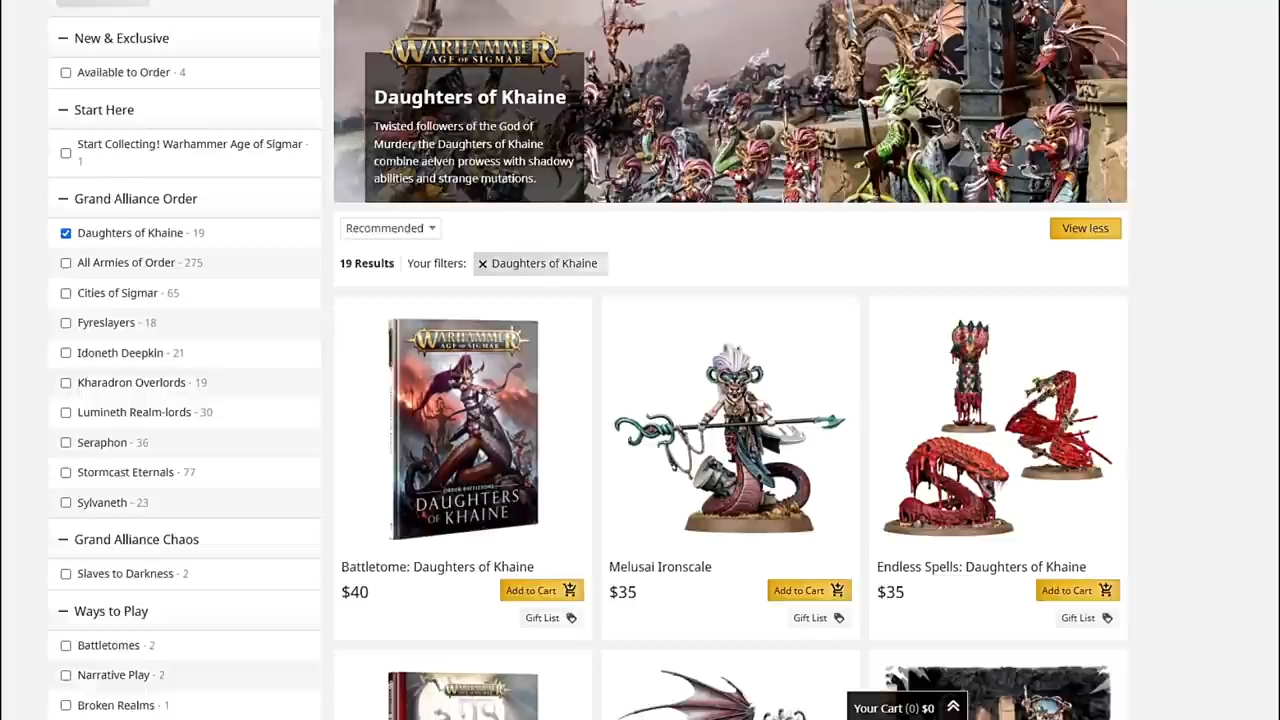 New & Exclusive
Available to Order - 4
Start Here
Start Collecting! Warhammer Age of Sigmar -
1
Grand Alliance Order
Daughters of Khaine - 19
All Armies of Order - 275
Cities of Sigmar - 65
Fyreslayers - 18
Idoneth Deepkin - 21
Kharadron Overlords - 19
Lumineth Realm-lords - 30
Seraphon - 36
Stormcast Eternals - 77
Sylvaneth - 23
Grand Alliance Chaos
Slaves to Darkness - 2
Ways to Play
Battletomes - 2
Narrative Play - 2
Broken Realms - 1
WARHAMMER
AGE OF SIGMAR
Daughters of Khaine
Twisted followers of the God of
Murder, the Daughters of Khaine
combine aelven prowess with shadowy
abilities and strange mutations.
Recommended
View less
19 Results
Your filters:
Daughters of Khaine
WARHAMMER
AGE OF SIGMAR
ORDER BATTLETOME
DAUGHTERS
OF KHAINE
Battletome: Daughters of Khaine
$40
Add to Cart
Gift List
Melusai Ironscale
$35
Add to Cart
Gift List
Endless Spells: Daughters of Khaine
$35
Add to Cart
Gift List
WARHAMMER
Your Cart (0) $0